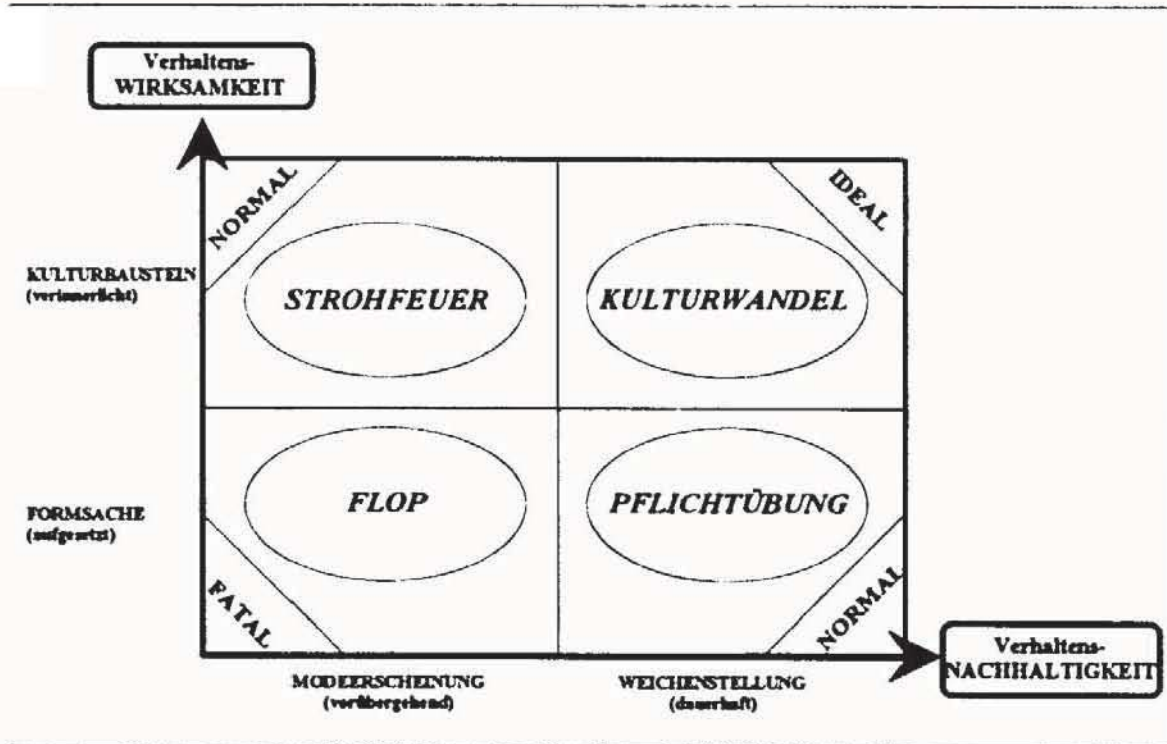 Verhaltens-
WIRKSAMKEIT
NORMAL
IDEAL
KULTURBAUSTEIN
(verinnerlicht)
STROHFEUER
KULTURWANDEL
FORMSACHE
(aufgesetzt)
FLOP
PFLICHTÜBUNG
FATAL
NORMAL
Verhaltens-
NACHHALTIGKEIT
MODEERSCHEINUNG
(vorübergehend)
WEICHENSTELLUNG
(dauerhaft)